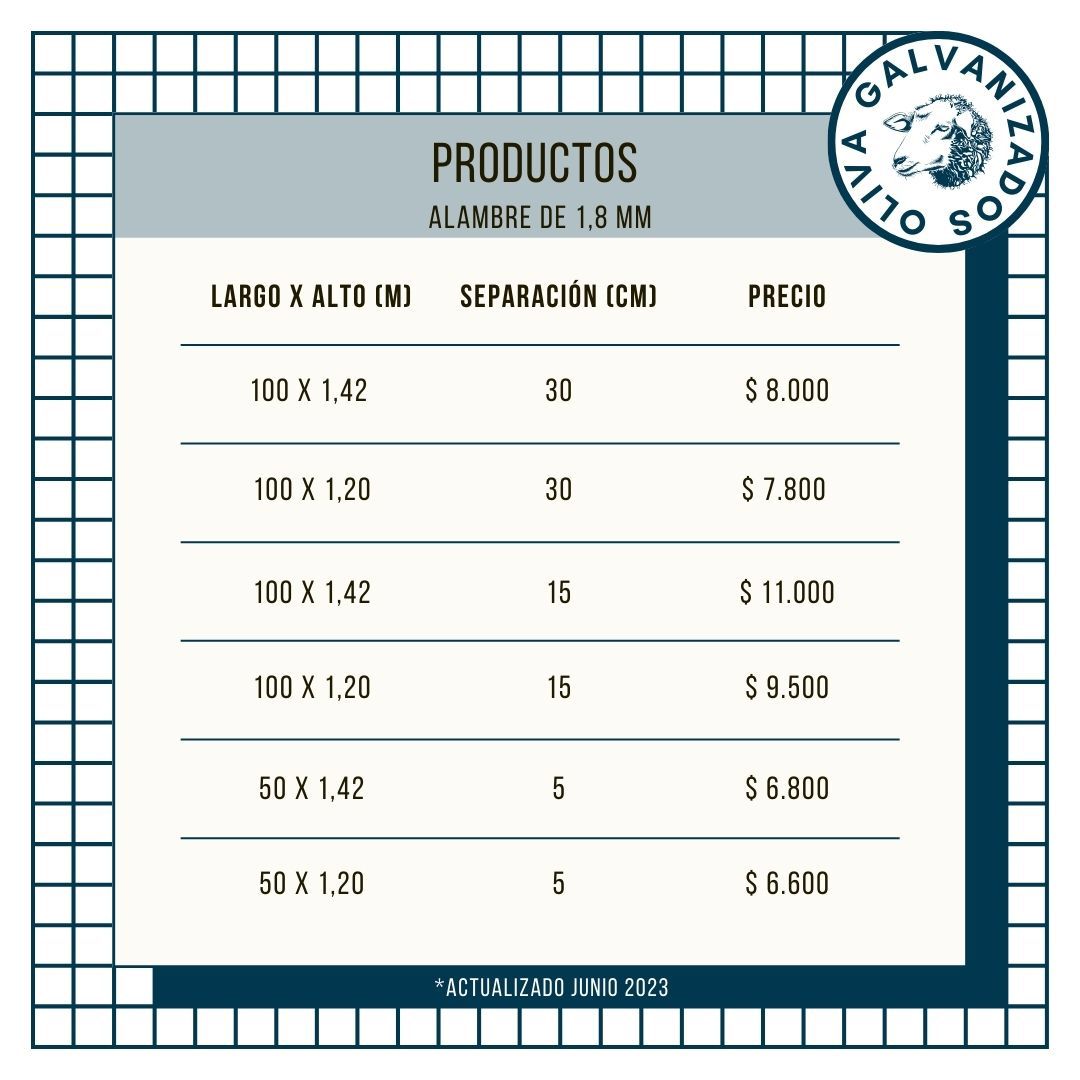 GALVANIZADOS OLIVA
PRODUCTOS
ALAMBRE DE 1,8 MM
LARGO X ALTO (M) SEPARACIÓN (CM) PRECIO
100 X 1,42 30 $ 8.000
100 X 1,20 30 $ 7.800
100 X 1,42 15 $ 11.000
100 X 1,20 15 $ 9.500
50 X 1,42 5 $ 6.800
50 X 1,20 5 $ 6.600
*ACTUALIZADO JUNIO 2023